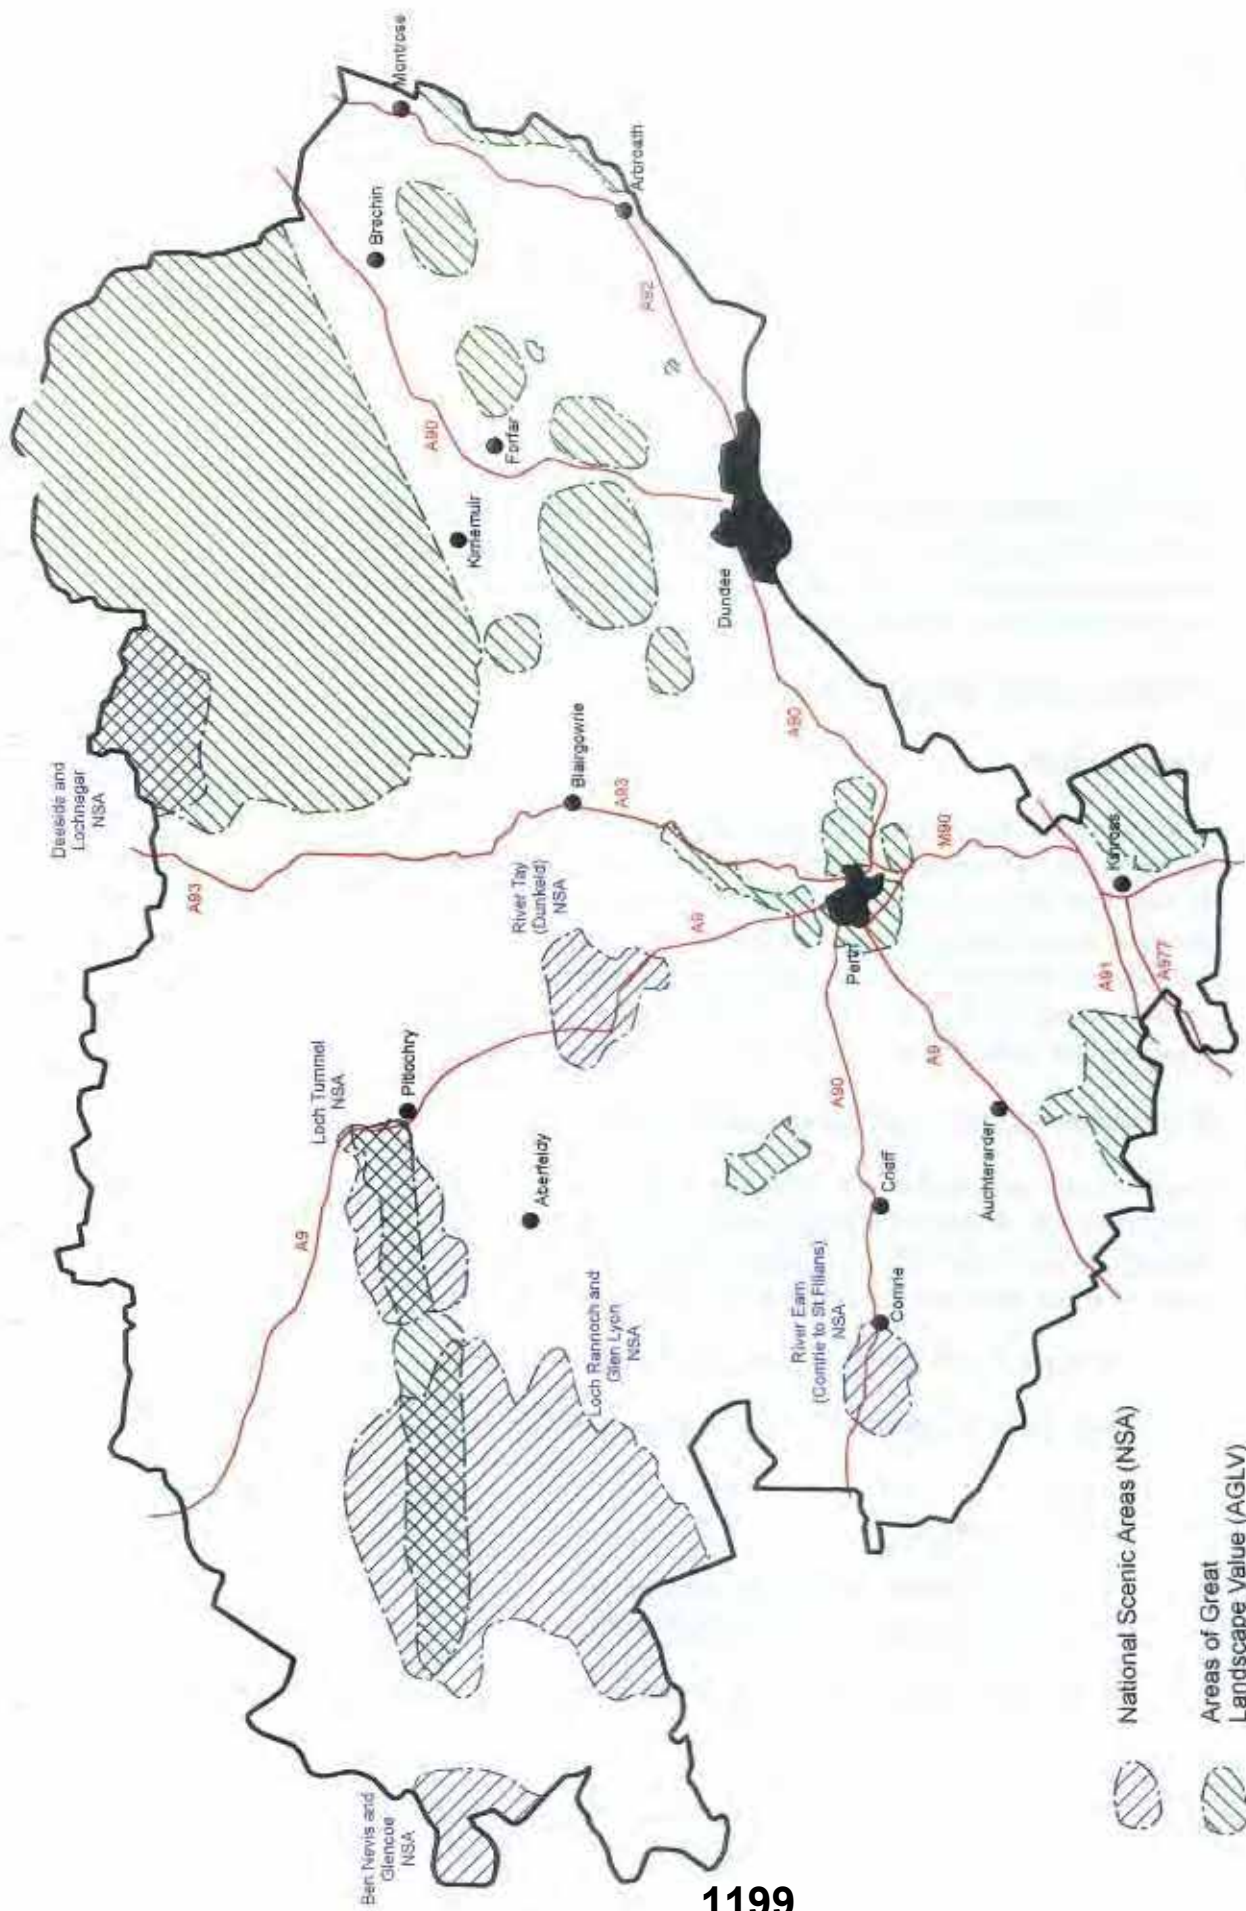 Montrose
Brechin
Arbroath
A92
A90
Forfar
Kirriemuir
Dundee
Deeside and
Lochnagar
NSA
A93
Blairgowrie
A93
A90
River Tay
(Dunkeld)
NSA
A9
M90
Kinross
Perth
A91
A977
Loch Tummel
NSA
Pitlochry
A9
Aberfeldy
A90
A9
Crieff
Auchterarder
Loch Rannoch and
Glen Lyon
NSA
River Earn
(Comrie to St Fillans)
NSA
Comrie
Ben Nevis and
Glencoe
NSA
National Scenic Areas (NSA)
Areas of Great
Landscape Value (AGLV)
1199